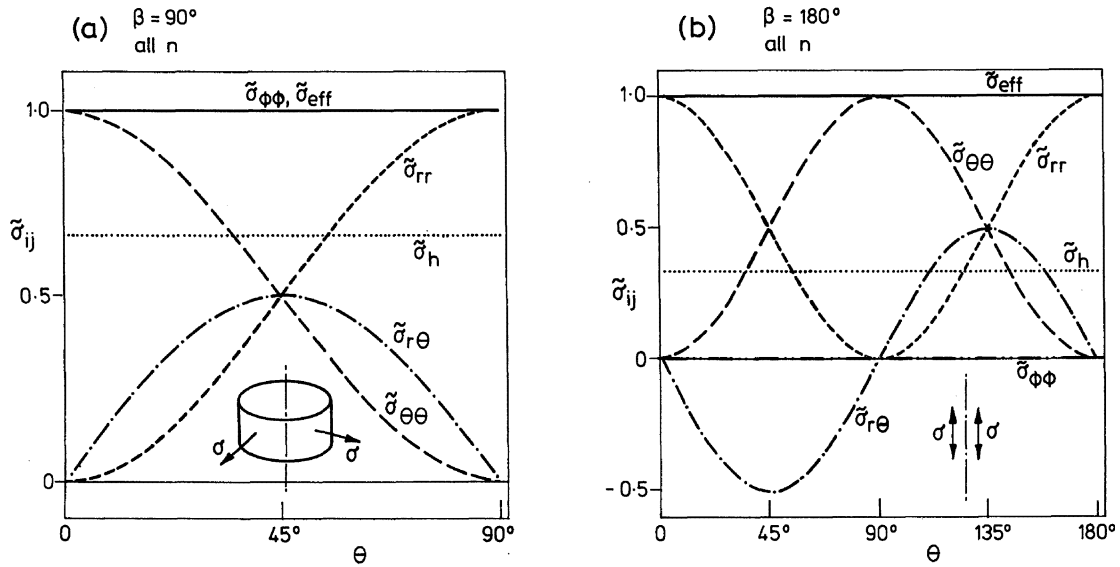 (a) β = 90°
all n
σ̃φφ, σ̃eff
1·0
σ̃rr
σ̃ij
σ̃h
0·5
σ̃rθ
σ̃θθ
σ
σ
0
0
45°
90°
θ
(b) β = 180°
all n
σ̃eff
1·0
σ̃θθ
σ̃rr
0·5
σ̃h
σ̃ij
0
σ̃φφ
σ̃rθ
σ
σ
-0·5
0
45°
90°
135°
180°
θ